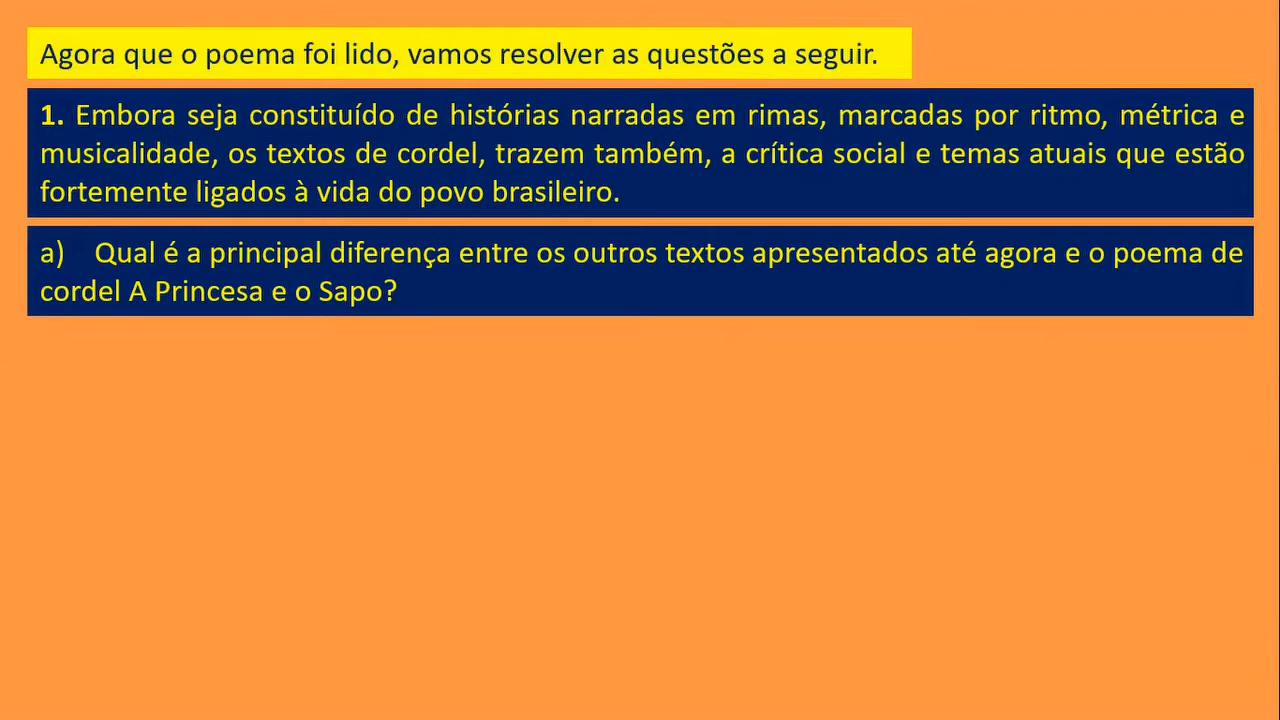 Agora que o poema foi lido, vamos resolver as questões a seguir.
1. Embora seja constituído de histórias narradas em rimas, marcadas por ritmo, métrica e
musicalidade, os textos de cordel, trazem também, a crítica social e temas atuais que estão
fortemente ligados à vida do povo brasileiro.
a) Qual é a principal diferença entre os outros textos apresentados até agora e o poema de
cordel A Princesa e o Sapo?